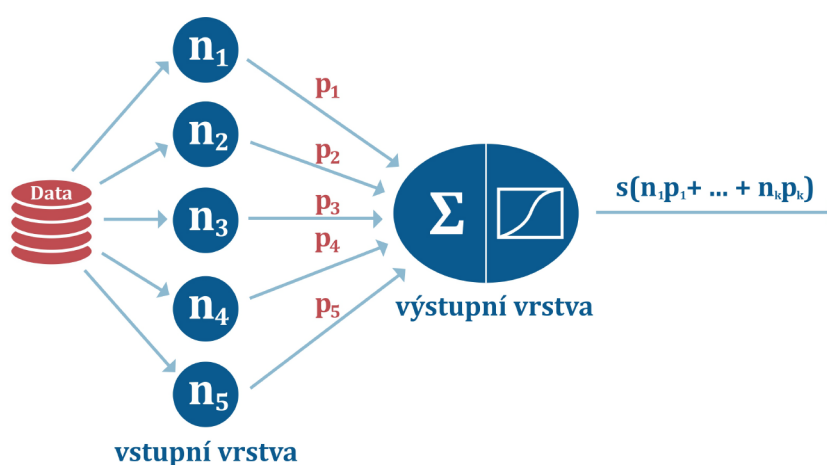 Data
n₁
n₂
n₃
n₄
n₅
vstupní vrstva
p₁
p₂
p₃
p₄
p₅
Σ
výstupní vrstva
s(n₁p₁+ ... + nₖpₖ)